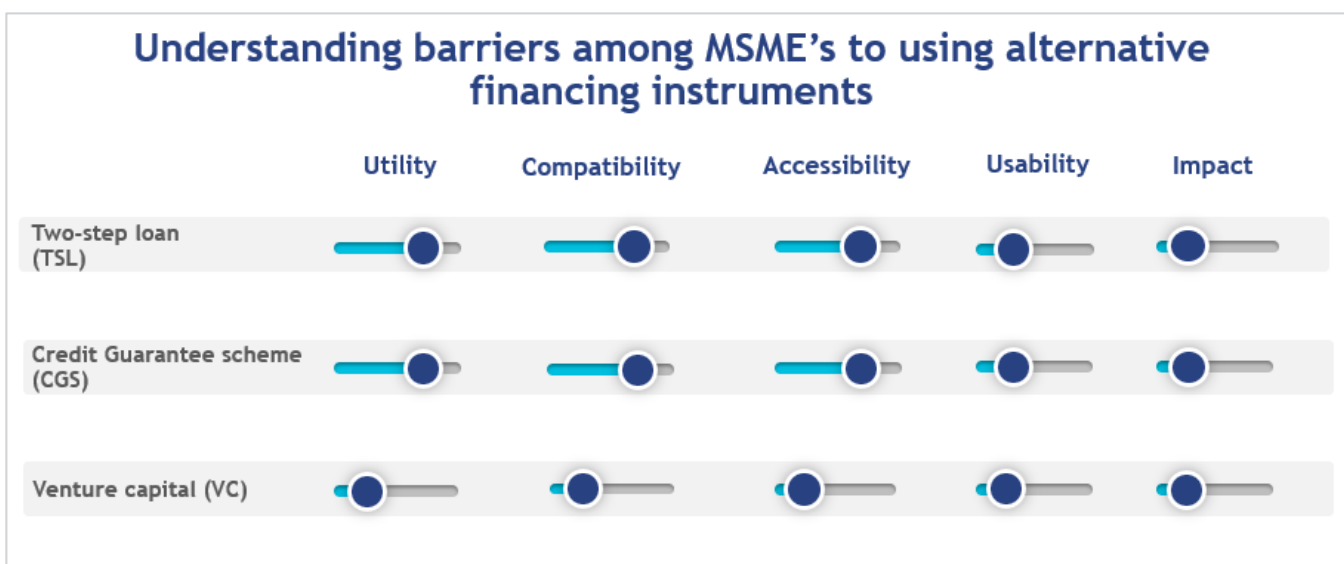 Understanding barriers among MSME's to using alternative
financing instruments
Utility Compatibility Accessibility Usability Impact
Two-step loan
(TSL)
Credit Guarantee scheme
(CGS)
Venture capital (VC)